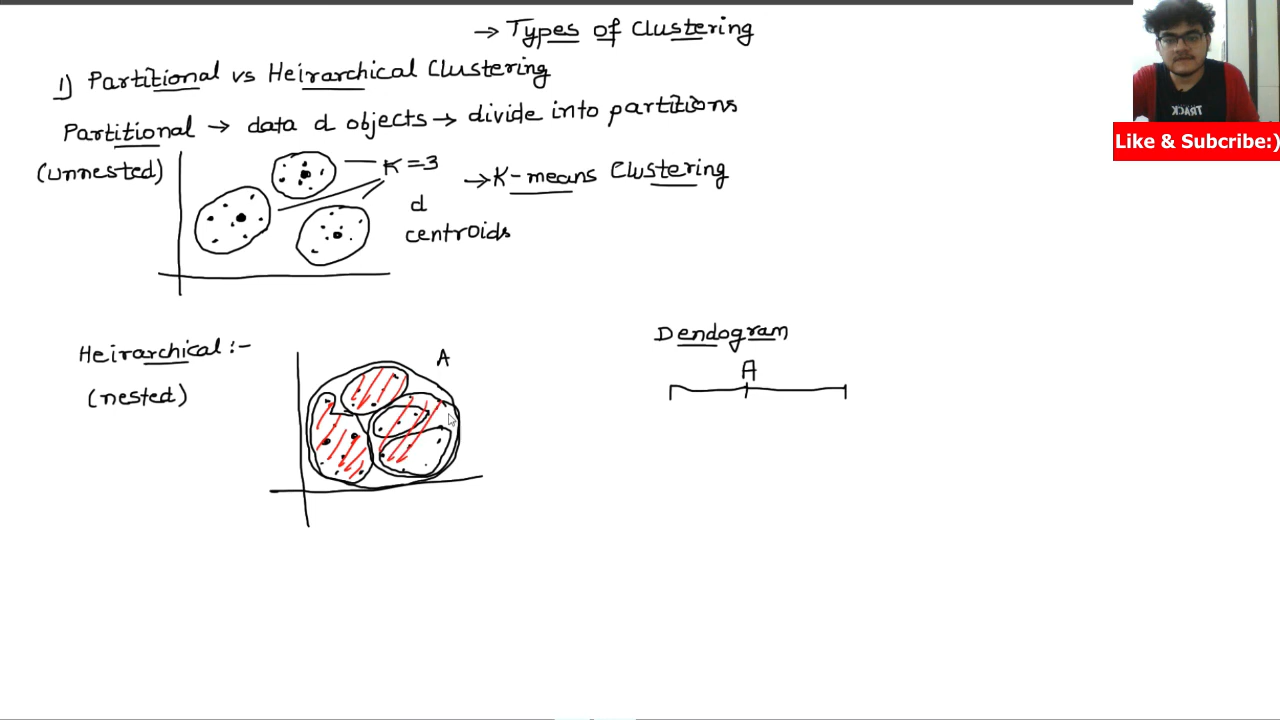 → Types of Clustering
1) Partitional vs Heirarchical Clustering
Partitional → data d objects → divide into partitions
(unnested)
K=3
→ K-means Clustering
d
centroids
Heirarchical :-
(nested)
A
Dendogram
A
TRACK
Like & Subcribe:)